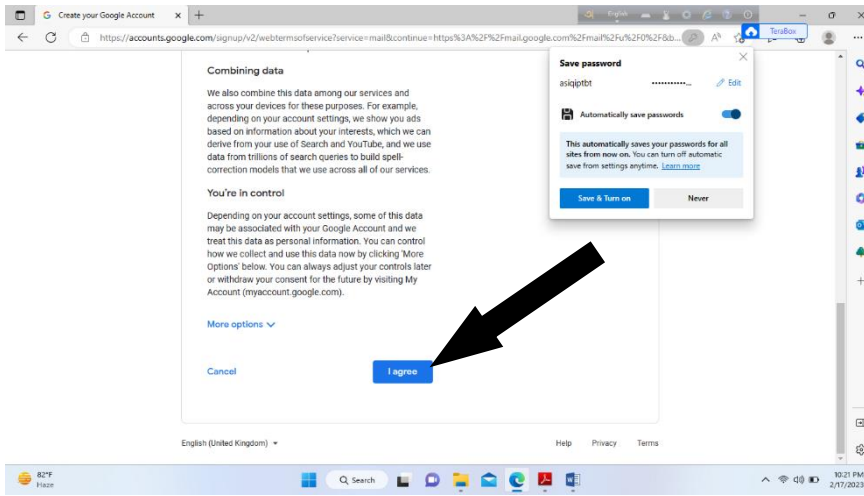 Create your Google Account
English
https://accounts.google.com/signup/v2/webtermsofservice?service=mail&continue=https%3A%2F%2Fmail.google.com%2Fmail%2Fu%2F0%2F&b...
TeraBox
Combining data
We also combine this data among our services and
across your devices for these purposes. For example,
depending on your account settings, we show you ads
based on information about your interests, which we can
derive from your use of Search and YouTube, and we use
data from trillions of search queries to build spell-
correction models that we use across all of our services.
You're in control
Depending on your account settings, some of this data
may be associated with your Google Account and we
treat this data as personal information. You can control
how we collect and use this data now by clicking 'More
Options' below. You can always adjust your controls later
or withdraw your consent for the future by visiting My
Account (myaccount.google.com).
More options
Cancel
I agree
Save password
asiqiptbt ............... Edit
Automatically save passwords
This automatically saves your passwords for all
sites from now on. You can turn off automatic
save from settings anytime. Learn more
Save & Turn on
Never
English (United Kingdom)
Help Privacy Terms
82°F
Haze
Search
10:21 PM
2/17/2023